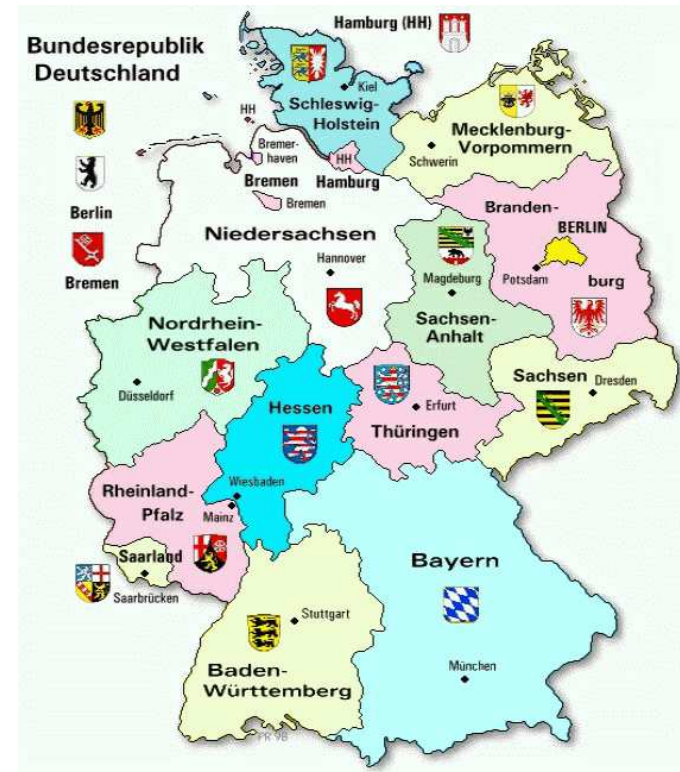 Bundesrepublik
Deutschland
Hamburg (HH)
Kiel
Schleswig-
Holstein
Mecklenburg-
Vorpommern
Schwerin
HH
Bremer-
haven
HH
Bremen
Hamburg
Bremen
Berlin
Bremen
Niedersachsen
Hannover
Branden-
BERLIN
Potsdam
burg
Magdeburg
Sachsen-
Anhalt
Nordrhein-
Westfalen
Düsseldorf
Hessen
Wiesbaden
Erfurt
Thüringen
Sachsen
Dresden
Rheinland-
Pfalz
Mainz
Saarland
Saarbrücken
Bayern
München
Stuttgart
Baden-
Württemberg
PR 98